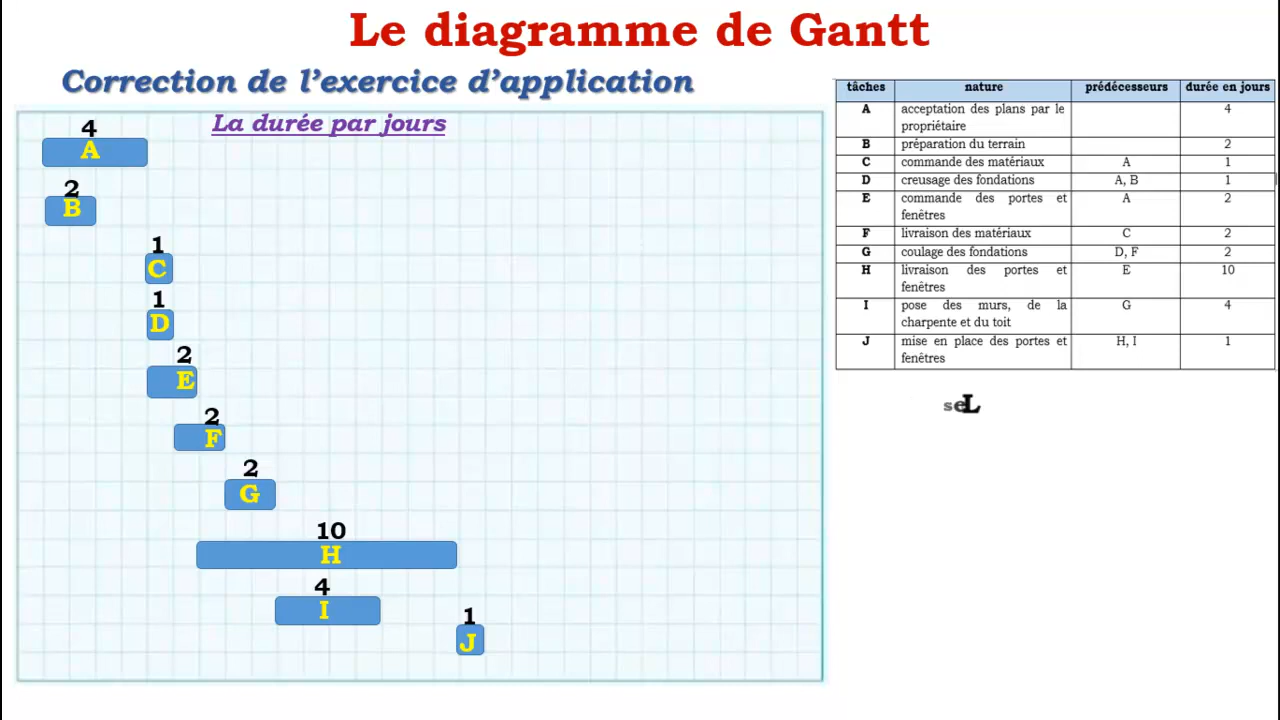 Le diagramme de Gantt
Correction de l'exercice d'application
La durée par jours
4
A
2
B
1
C
1
D
2
E
2
F
2
G
10
H
4
I
1
J
tâches nature prédécesseurs durée en jours
A acceptation des plans par le 4
propriétaire
B préparation du terrain 2
C commande des matériaux A 1
D creusage des fondations A, B 1
E commande des portes et A 2
fenêtres
F livraison des matériaux C 2
G coulage des fondations D, F 2
H livraison des portes et E 10
fenêtres
I pose des murs, de la G 4
charpente et du toit
J mise en place des portes et H, I 1
fenêtres
seL